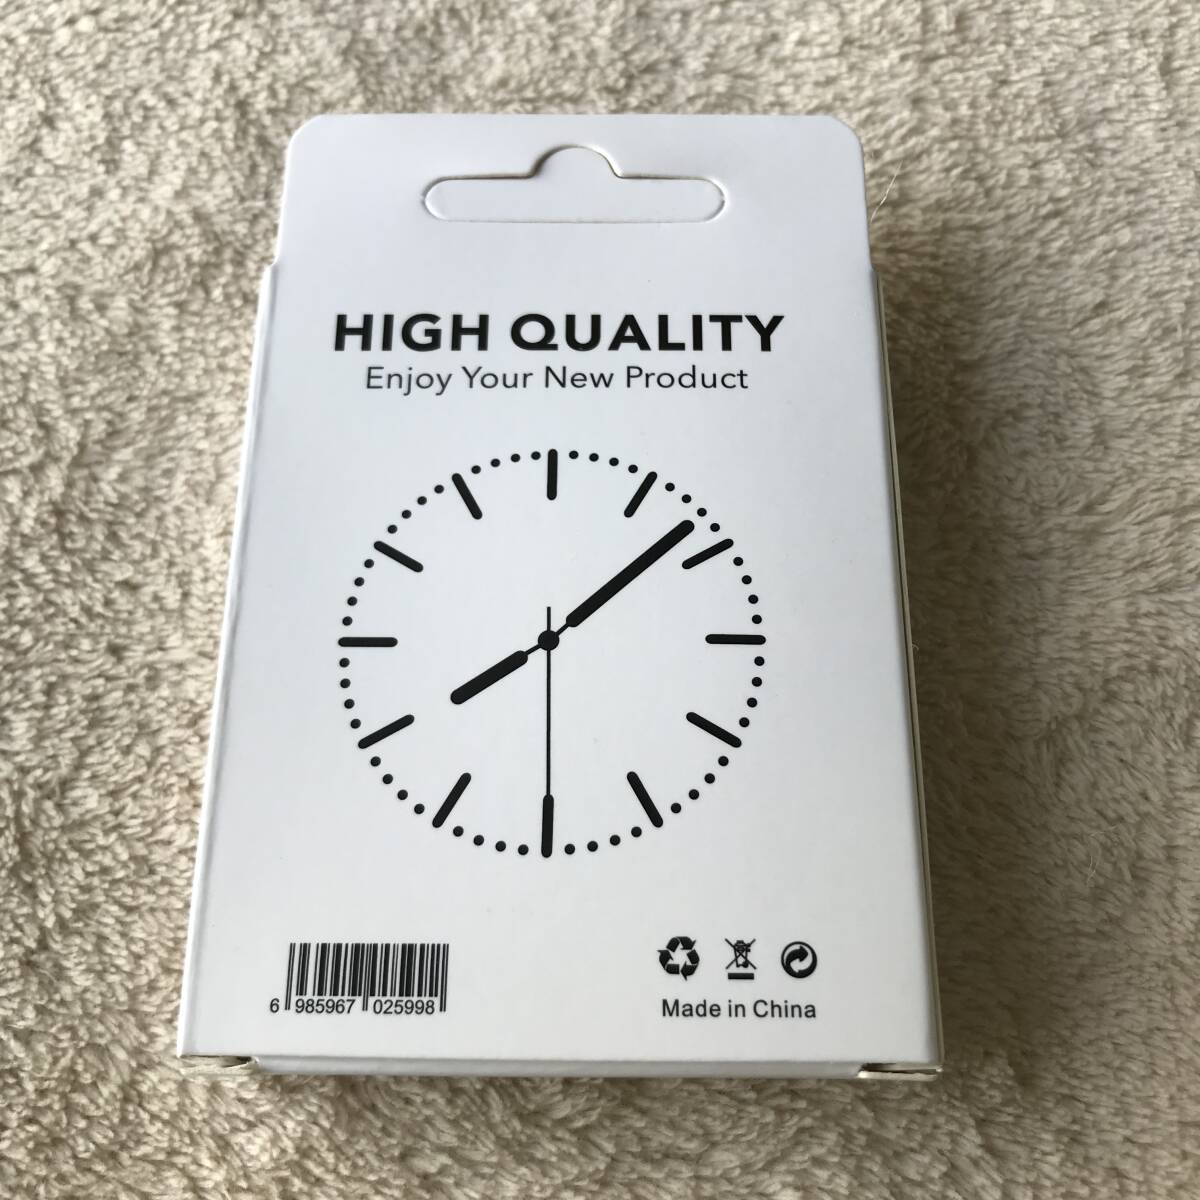 HIGH QUALITY
Enjoy Your New Product
6 985967 025998
Made in China